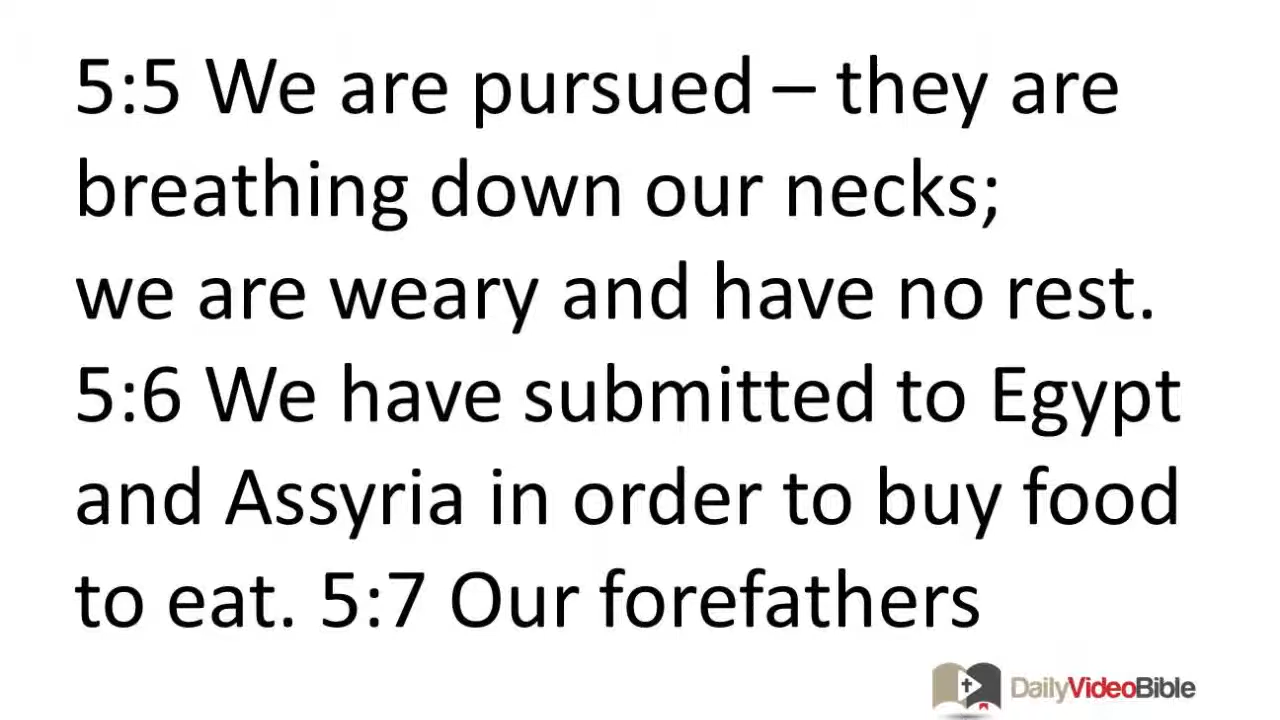 5:5 We are pursued – they are
breathing down our necks;
we are weary and have no rest.
5:6 We have submitted to Egypt
and Assyria in order to buy food
to eat. 5:7 Our forefathers
DailyVideoBible